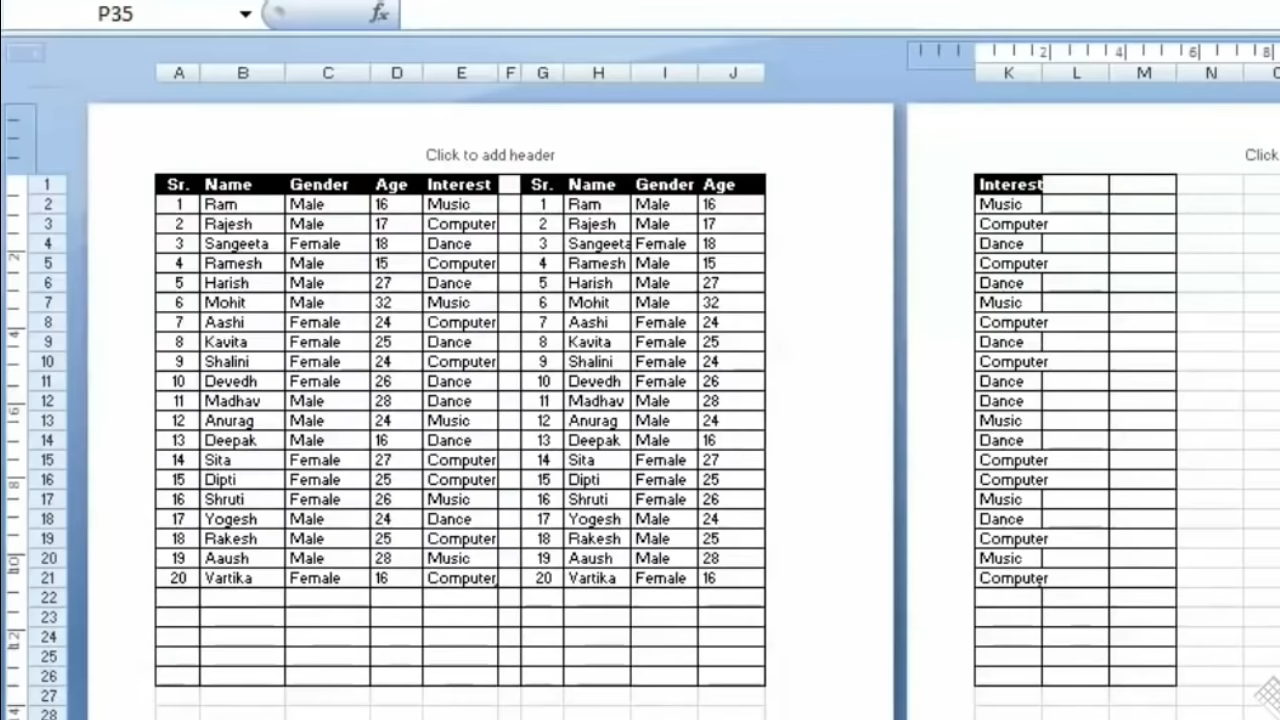 P35 fx
2 4 6 8
A B C D E F G H I J K L M N
Click to add header Click
1 Sr. Name Gender Age Interest Sr. Name Gender Age Interest
2 1 Ram Male 16 Music 1 Ram Male 16 Music
3 2 Rajesh Male 17 Computer 2 Rajesh Male 17 Computer
4 3 Sangeeta Female 18 Dance 3 Sangeeta Female 18 Dance
5 4 Ramesh Male 15 Computer 4 Ramesh Male 15 Computer
6 5 Harish Male 27 Dance 5 Harish Male 27 Dance
7 6 Mohit Male 32 Music 6 Mohit Male 32 Music
8 7 Aashi Female 24 Computer 7 Aashi Female 24 Computer
9 8 Kavita Female 25 Dance 8 Kavita Female 25 Dance
10 9 Shalini Female 24 Computer 9 Shalini Female 24 Computer
11 10 Devedh Female 26 Dance 10 Devedh Female 26 Dance
12 11 Madhav Male 28 Dance 11 Madhav Male 28 Dance
13 12 Anurag Male 24 Music 12 Anurag Male 24 Music
14 13 Deepak Male 16 Dance 13 Deepak Male 16 Dance
15 14 Sita Female 27 Computer 14 Sita Female 27 Computer
16 15 Dipti Female 25 Computer 15 Dipti Female 25 Computer
17 16 Shruti Female 26 Music 16 Shruti Female 26 Music
18 17 Yogesh Male 24 Dance 17 Yogesh Male 24 Dance
19 18 Rakesh Male 25 Computer 18 Rakesh Male 25 Computer
20 19 Aaush Male 28 Music 19 Aaush Male 28 Music
21 20 Vartika Female 16 Computer 20 Vartika Female 16 Computer
22
23
24
25
26
27
28